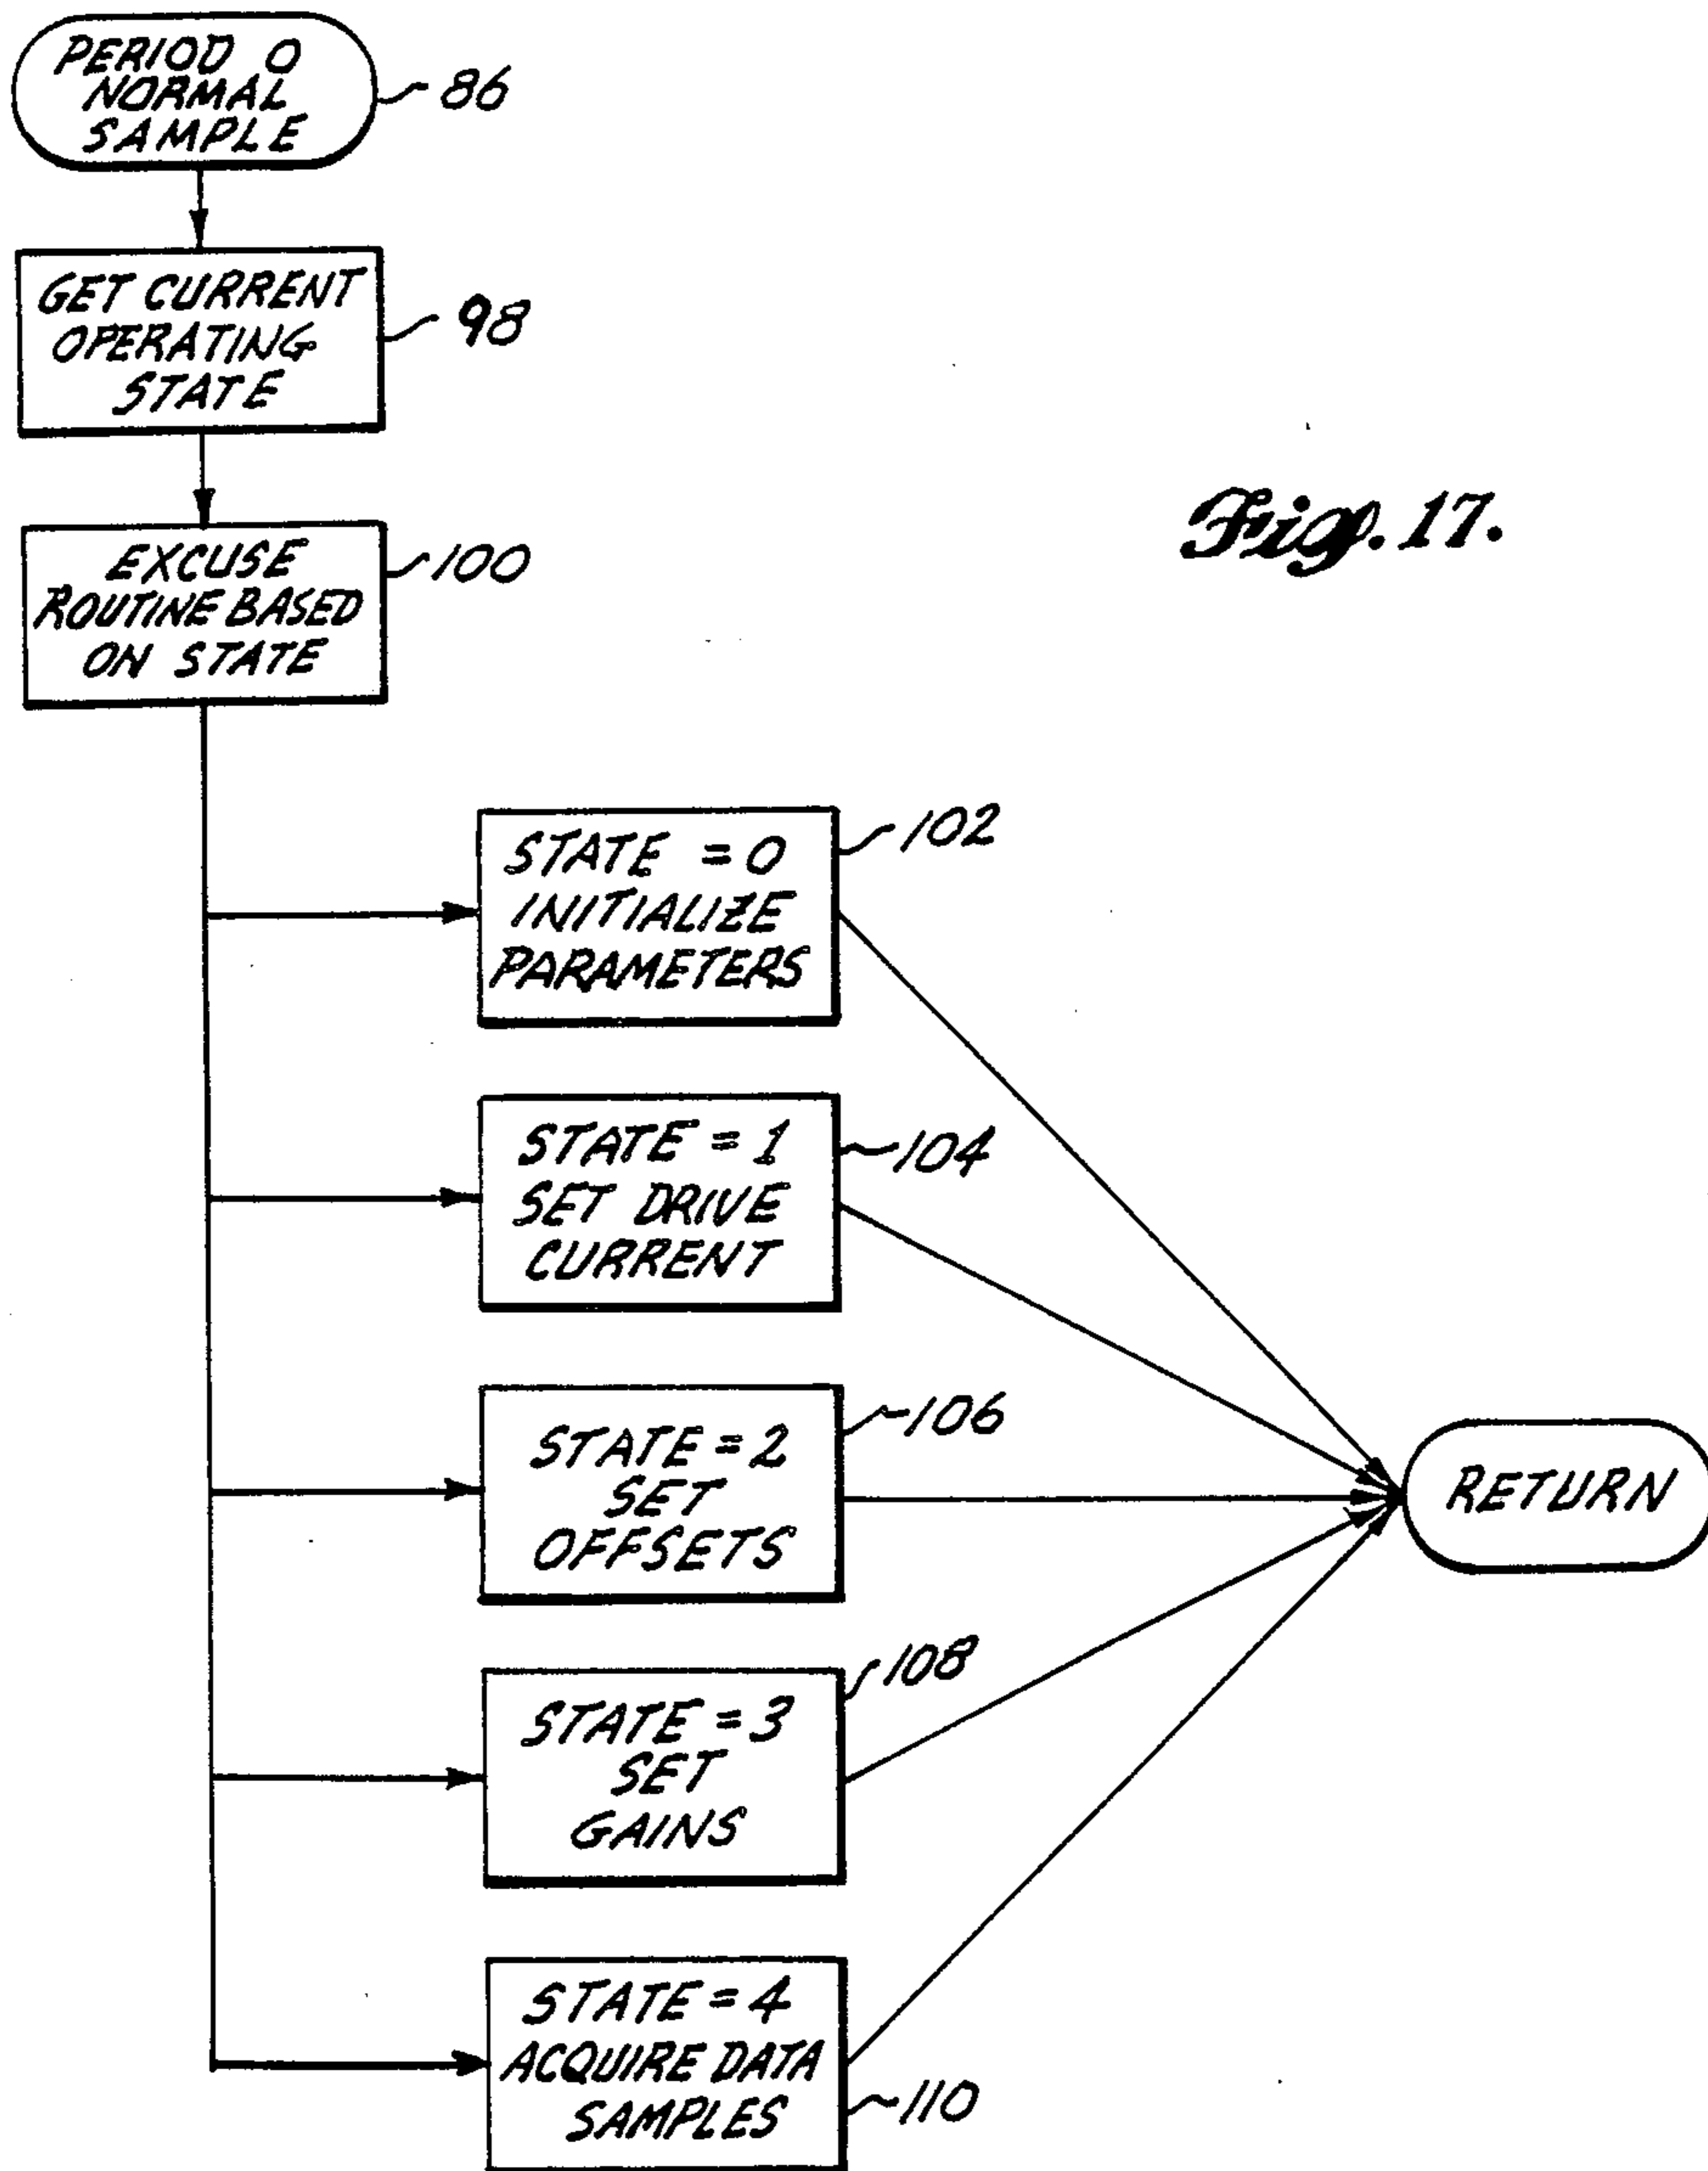 PERIOD 0
NORMAL
SAMPLE
86
GET CURRENT
OPERATING
STATE
98
EXCUSE
ROUTINE BASED
ON STATE
100
Fig. 17.
STATE = 0
INITIALIZE
PARAMETERS
102
STATE = 1
SET DRIVE
CURRENT
104
STATE = 2
SET
OFFSETS
106
RETURN
STATE = 3
SET
GAINS
108
STATE = 4
ACQUIRE DATA
SAMPLES
110